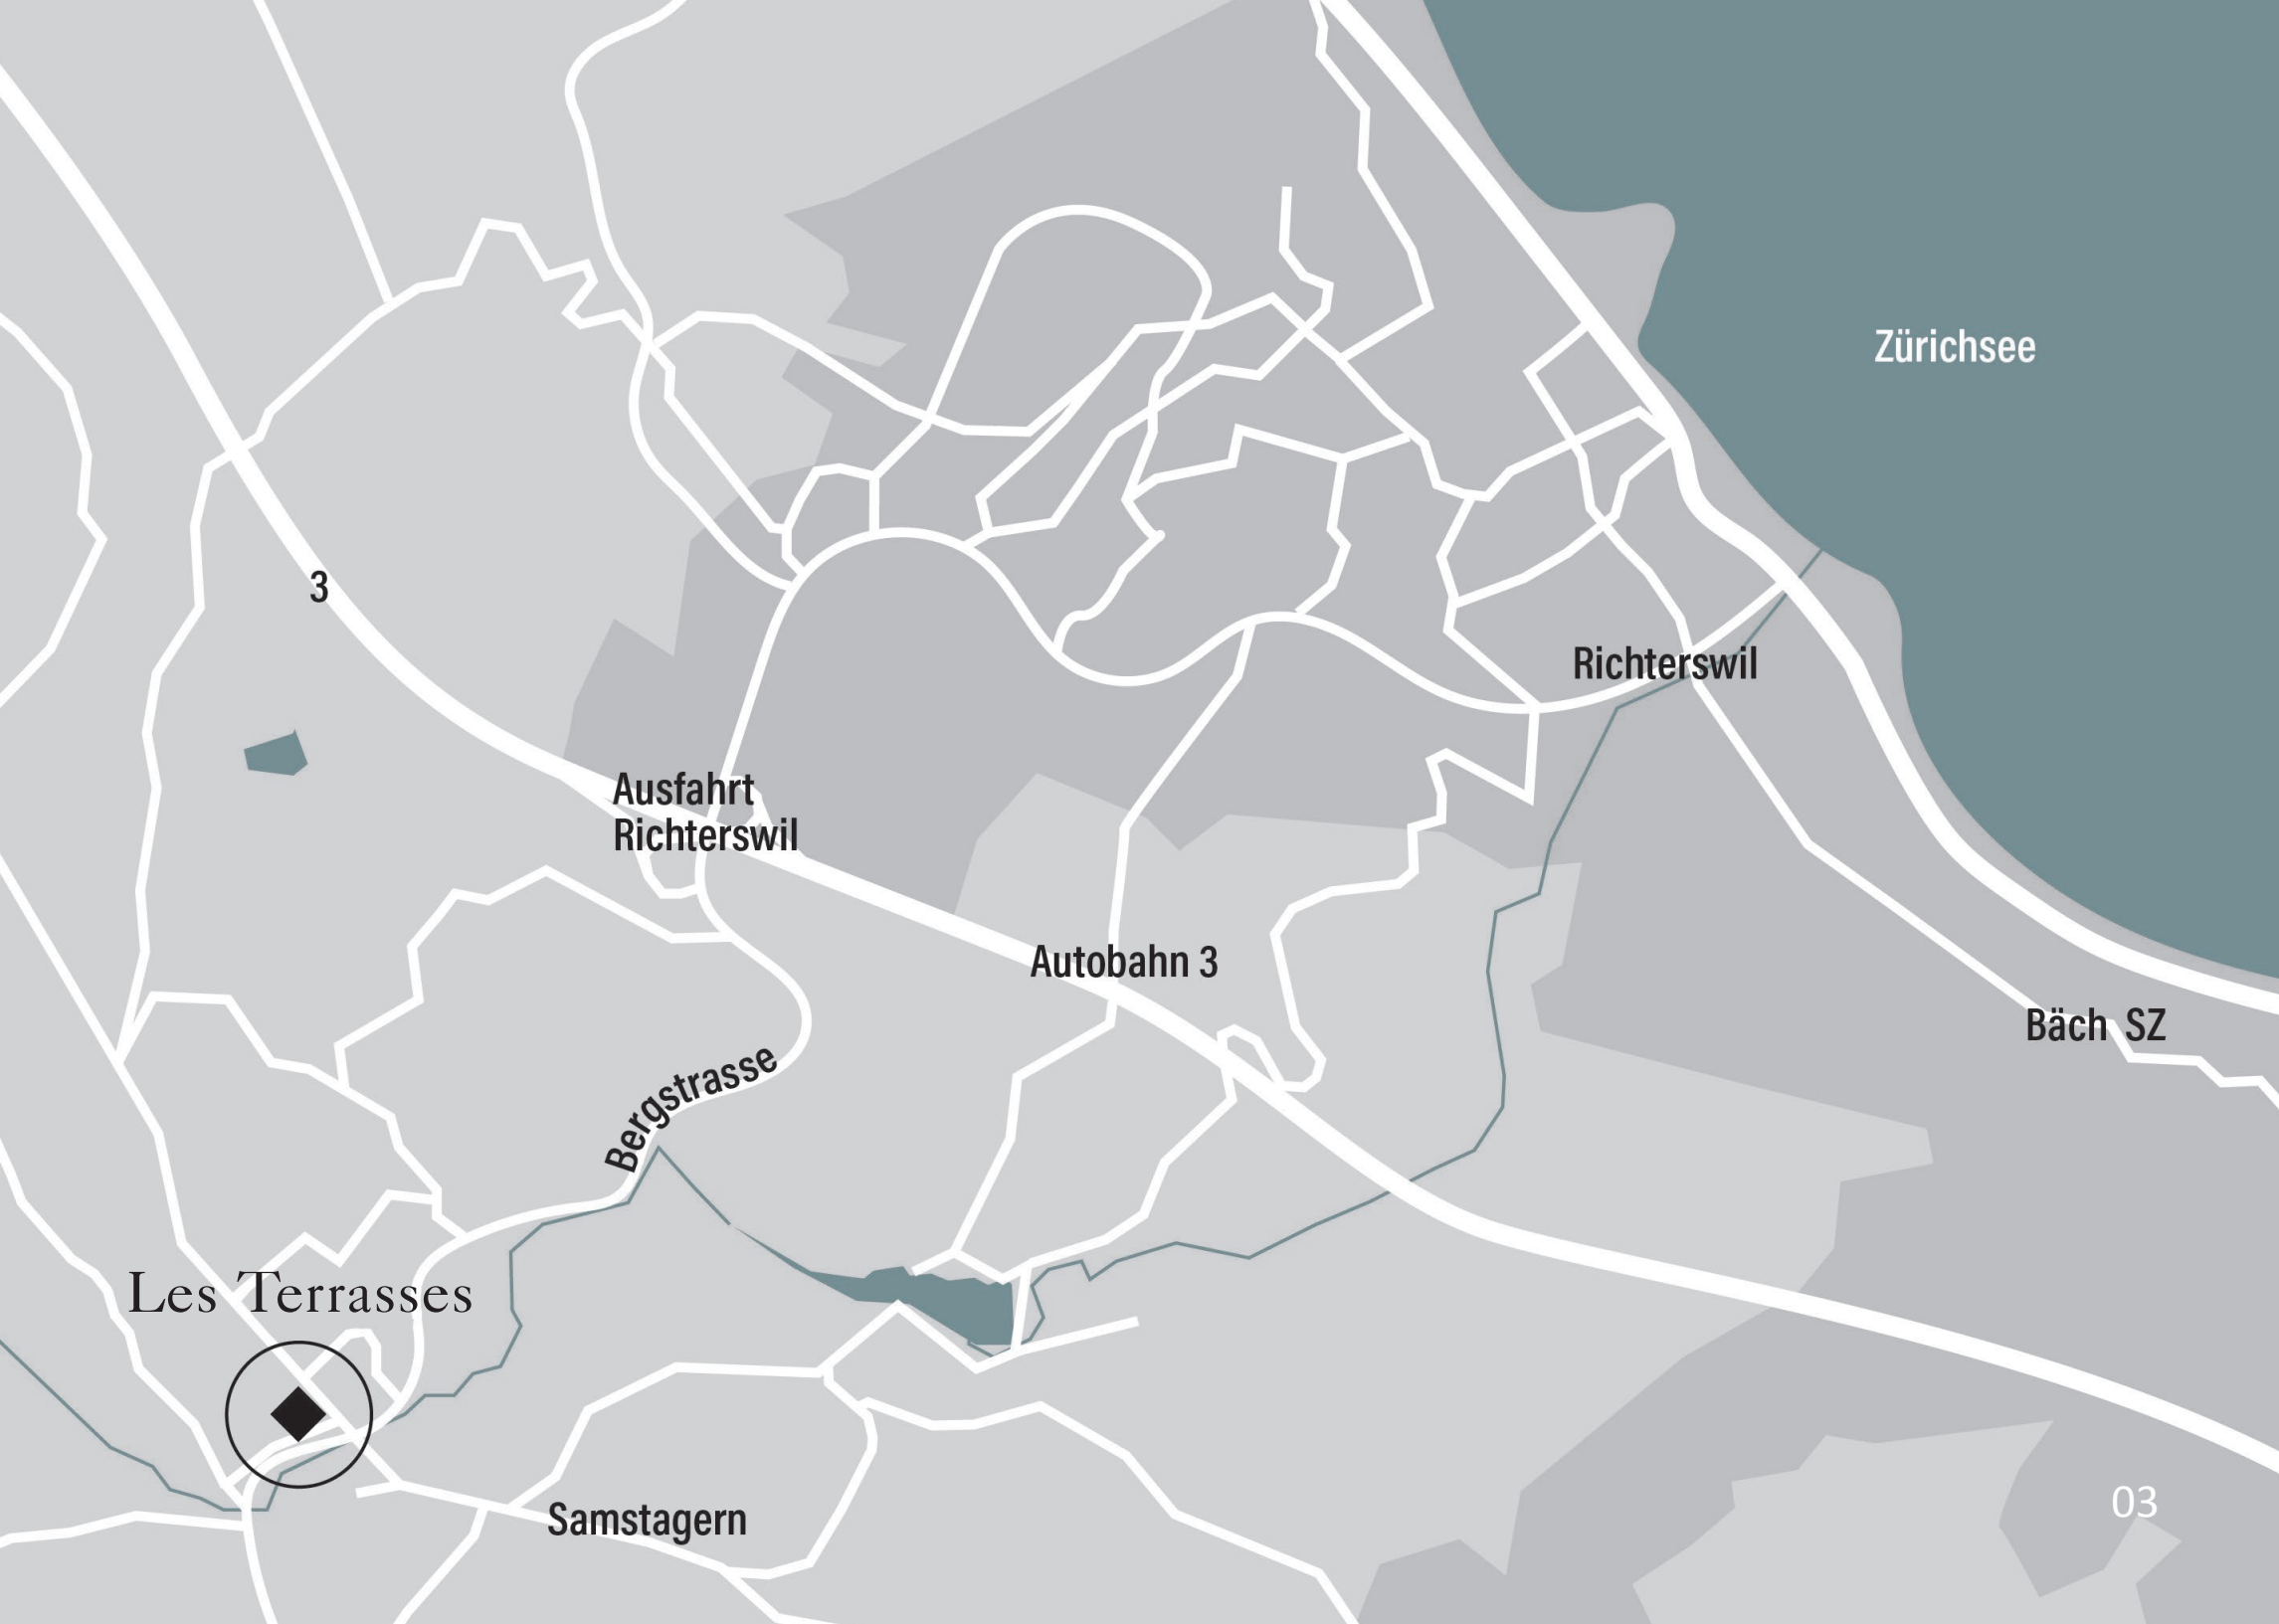 Zürichsee
3
Richterswil
Ausfahrt
Richterswil
Autobahn 3
Bäch SZ
Bergstrasse
Les Terrasses
03
Samstagern